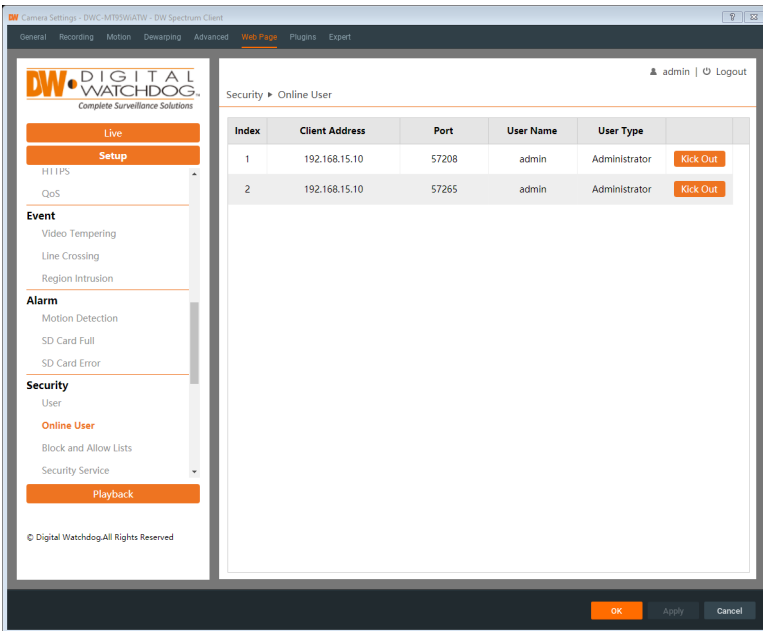 DW Camera Settings - DWC-MT95WiATW - DW Spectrum Client
General Recording Motion Dewarping Advanced Web Page Plugins Expert
DW DIGITAL
WATCHDOG
Complete Surveillance Solutions
Live
Setup
HTTPS
QoS
Event
Video Tempering
Line Crossing
Region Intrusion
Alarm
Motion Detection
SD Card Full
SD Card Error
Security
User
Online User
Block and Allow Lists
Security Service
Playback
© Digital Watchdog.All Rights Reserved
admin | Logout
Security ▸ Online User
Index Client Address Port User Name User Type
1 192.168.15.10 57208 admin Administrator Kick Out
2 192.168.15.10 57265 admin Administrator Kick Out
OK Apply Cancel